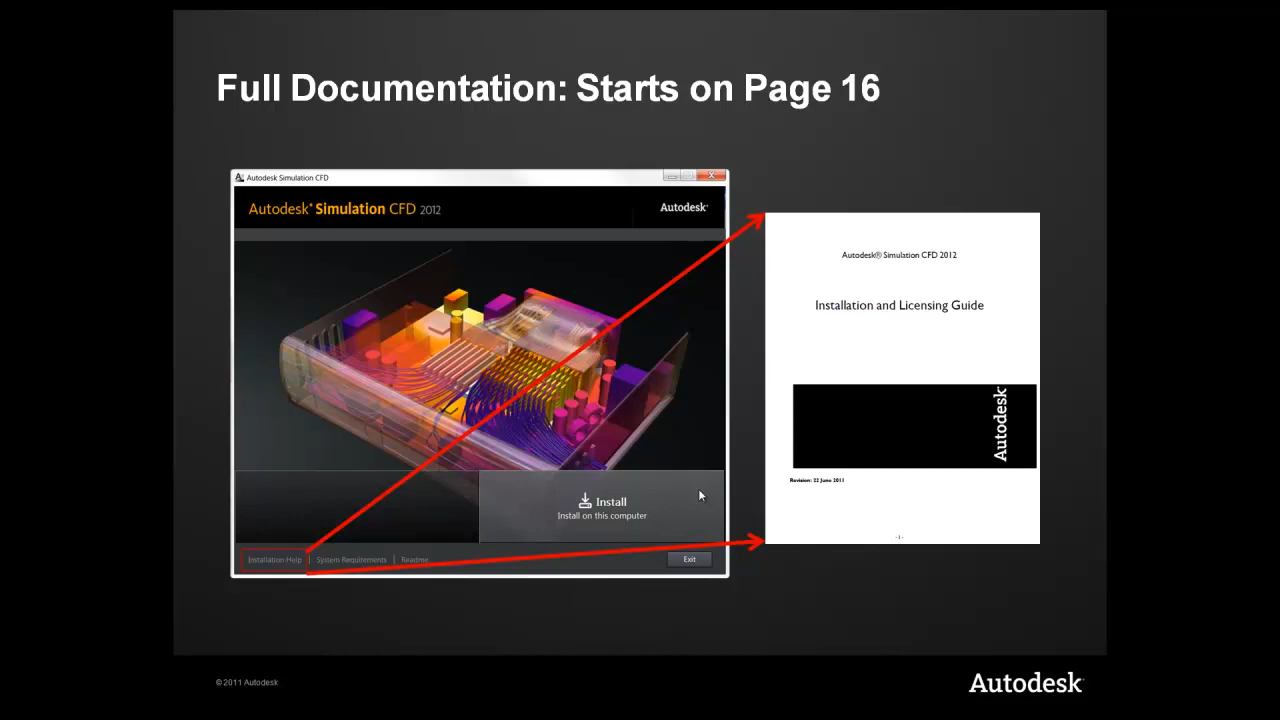 Full Documentation: Starts on Page 16
Autodesk Simulation CFD
Autodesk® Simulation CFD 2012
Autodesk®
Install
Install on this computer
Installation Help | System Requirements | Readme
Exit
Autodesk® Simulation CFD 2012
Installation and Licensing Guide
Autodesk®
Revision: 22 June 2011
-1-
© 2011 Autodesk
Autodesk®